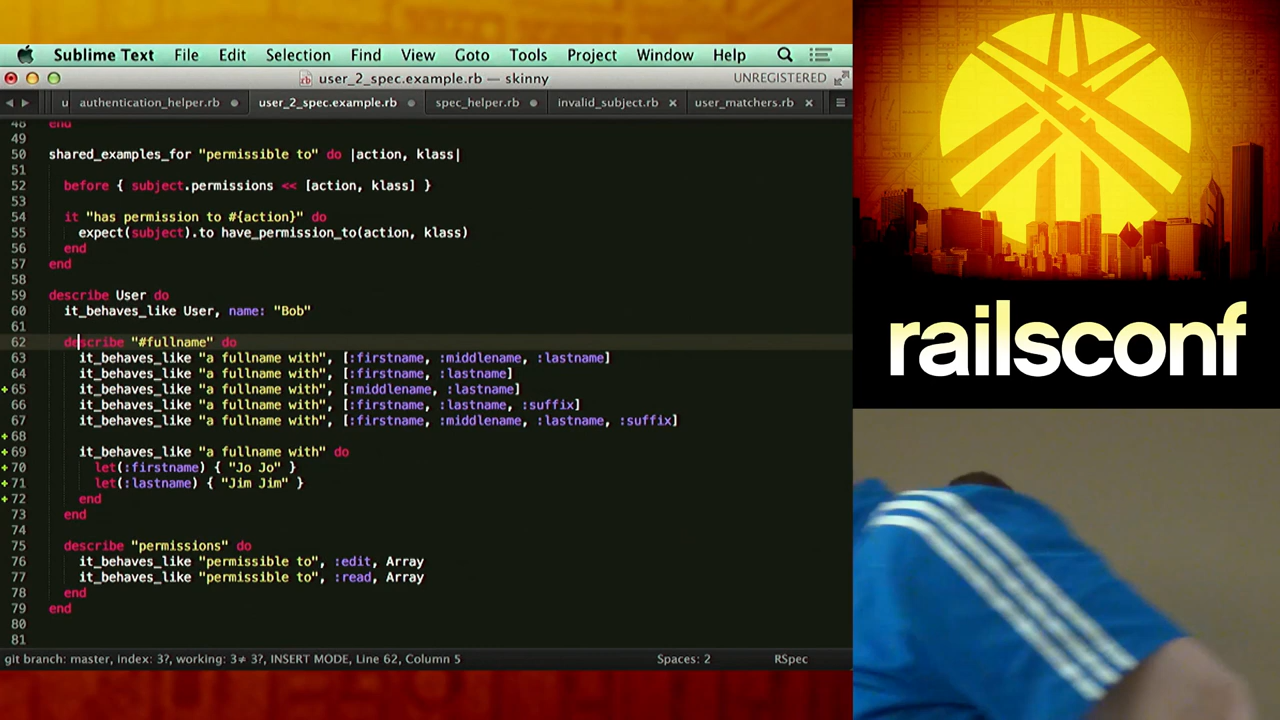 Sublime Text File Edit Selection Find View Goto Tools Project Window Help
user_2_spec.example.rb — skinny UNREGISTERED
u authentication_helper.rb user_2_spec.example.rb spec_helper.rb invalid_subject.rb user_matchers.rb
48 end
49
50 shared_examples_for "permissible to" do |action, klass|
51
52 before { subject.permissions << [action, klass] }
53
54 it "has permission to #{action}" do
55 expect(subject).to have_permission_to(action, klass)
56 end
57 end
58
59 describe User do
60 it_behaves_like User, name: "Bob"
61
62 describe "#fullname" do
63 it_behaves_like "a fullname with", [:firstname, :middlename, :lastname]
64 it_behaves_like "a fullname with", [:firstname, :lastname]
65 it_behaves_like "a fullname with", [:middlename, :lastname]
66 it_behaves_like "a fullname with", [:firstname, :lastname, :suffix]
67 it_behaves_like "a fullname with", [:firstname, :middlename, :lastname, :suffix]
68
69 it_behaves_like "a fullname with" do
70 let(:firstname) { "Jo Jo" }
71 let(:lastname) { "Jim Jim" }
72 end
73 end
74
75 describe "permissions" do
76 it_behaves_like "permissible to", :edit, Array
77 it_behaves_like "permissible to", :read, Array
78 end
79 end
80
81
git branch: master, index: 3?, working: 3≠ 3?, INSERT MODE, Line 62, Column 5 Spaces: 2 RSpec
railsconf